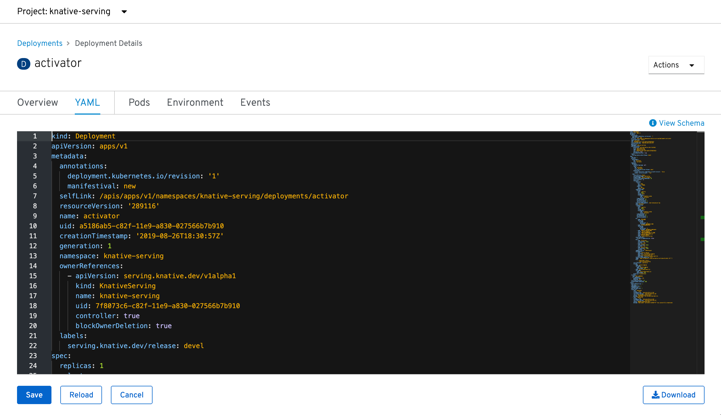 Project: knative-serving
Deployments > Deployment Details
D activator
Actions
Overview YAML Pods Environment Events
View Schema
1 kind: Deployment
2 apiVersion: apps/v1
3 metadata:
4 annotations:
5 deployment.kubernetes.io/revision: '1'
6 manifestival: new
7 selfLink: /apis/apps/v1/namespaces/knative-serving/deployments/activator
8 resourceVersion: '289116'
9 name: activator
10 uid: a5186ab5-c82f-11e9-a830-027566b7b910
11 creationTimestamp: '2019-08-26T18:30:57Z'
12 generation: 1
13 namespace: knative-serving
14 ownerReferences:
15 - apiVersion: serving.knative.dev/v1alpha1
16 kind: KnativeServing
17 name: knative-serving
18 uid: 7f8073c6-c82f-11e9-a830-027566b7b910
19 controller: true
20 blockOwnerDeletion: true
21 labels:
22 serving.knative.dev/release: devel
23 spec:
24 replicas: 1
Save Reload Cancel Download